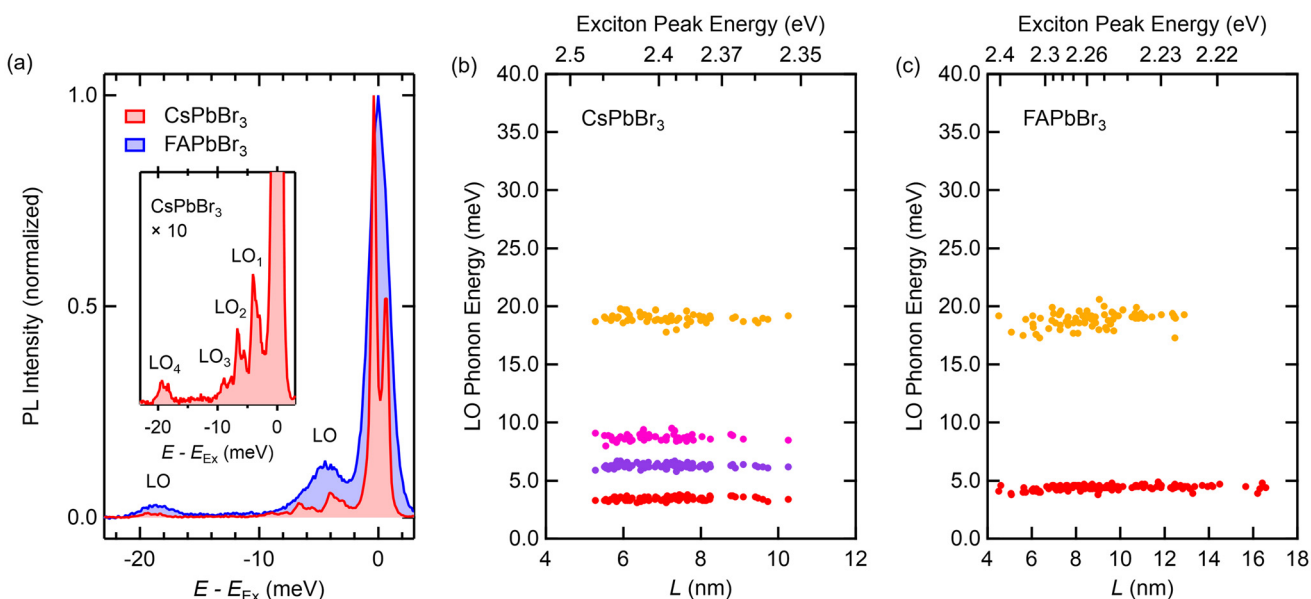 (a)
PL Intensity (normalized)
1.0
0.5
0.0
CsPbBr3
FAPbBr3
CsPbBr3
× 10
LO1
LO2
LO3
LO4
-20 -10 0
E - EEx (meV)
LO
LO
-20 -10 0
E - EEx (meV)
(b)
Exciton Peak Energy (eV)
2.5 2.4 2.37 2.35
CsPbBr3
LO Phonon Energy (meV)
40.0
35.0
30.0
25.0
20.0
15.0
10.0
5.0
0.0
4 6 8 10 12
L (nm)
(c)
Exciton Peak Energy (eV)
2.4 2.3 2.26 2.23 2.22
FAPbBr3
LO Phonon Energy (meV)
40.0
35.0
30.0
25.0
20.0
15.0
10.0
5.0
0.0
4 6 8 10 12 14 16 18
L (nm)